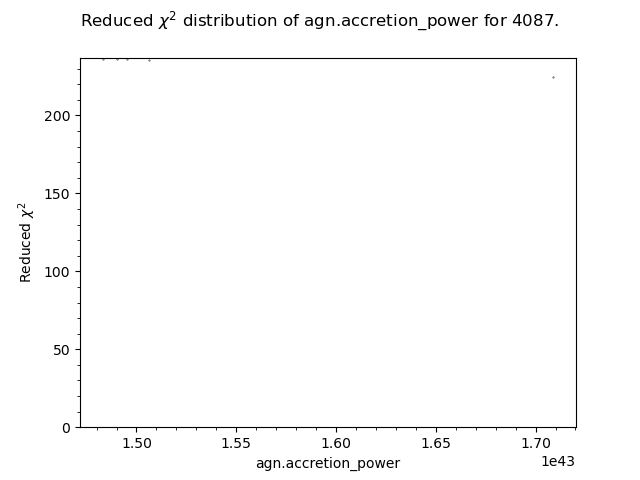 Reduced χ² distribution of agn.accretion_power for 4087.
Reduced χ²
200
150
100
50
0
1.50 1.55 1.60 1.65 1.70
1e43
agn.accretion_power